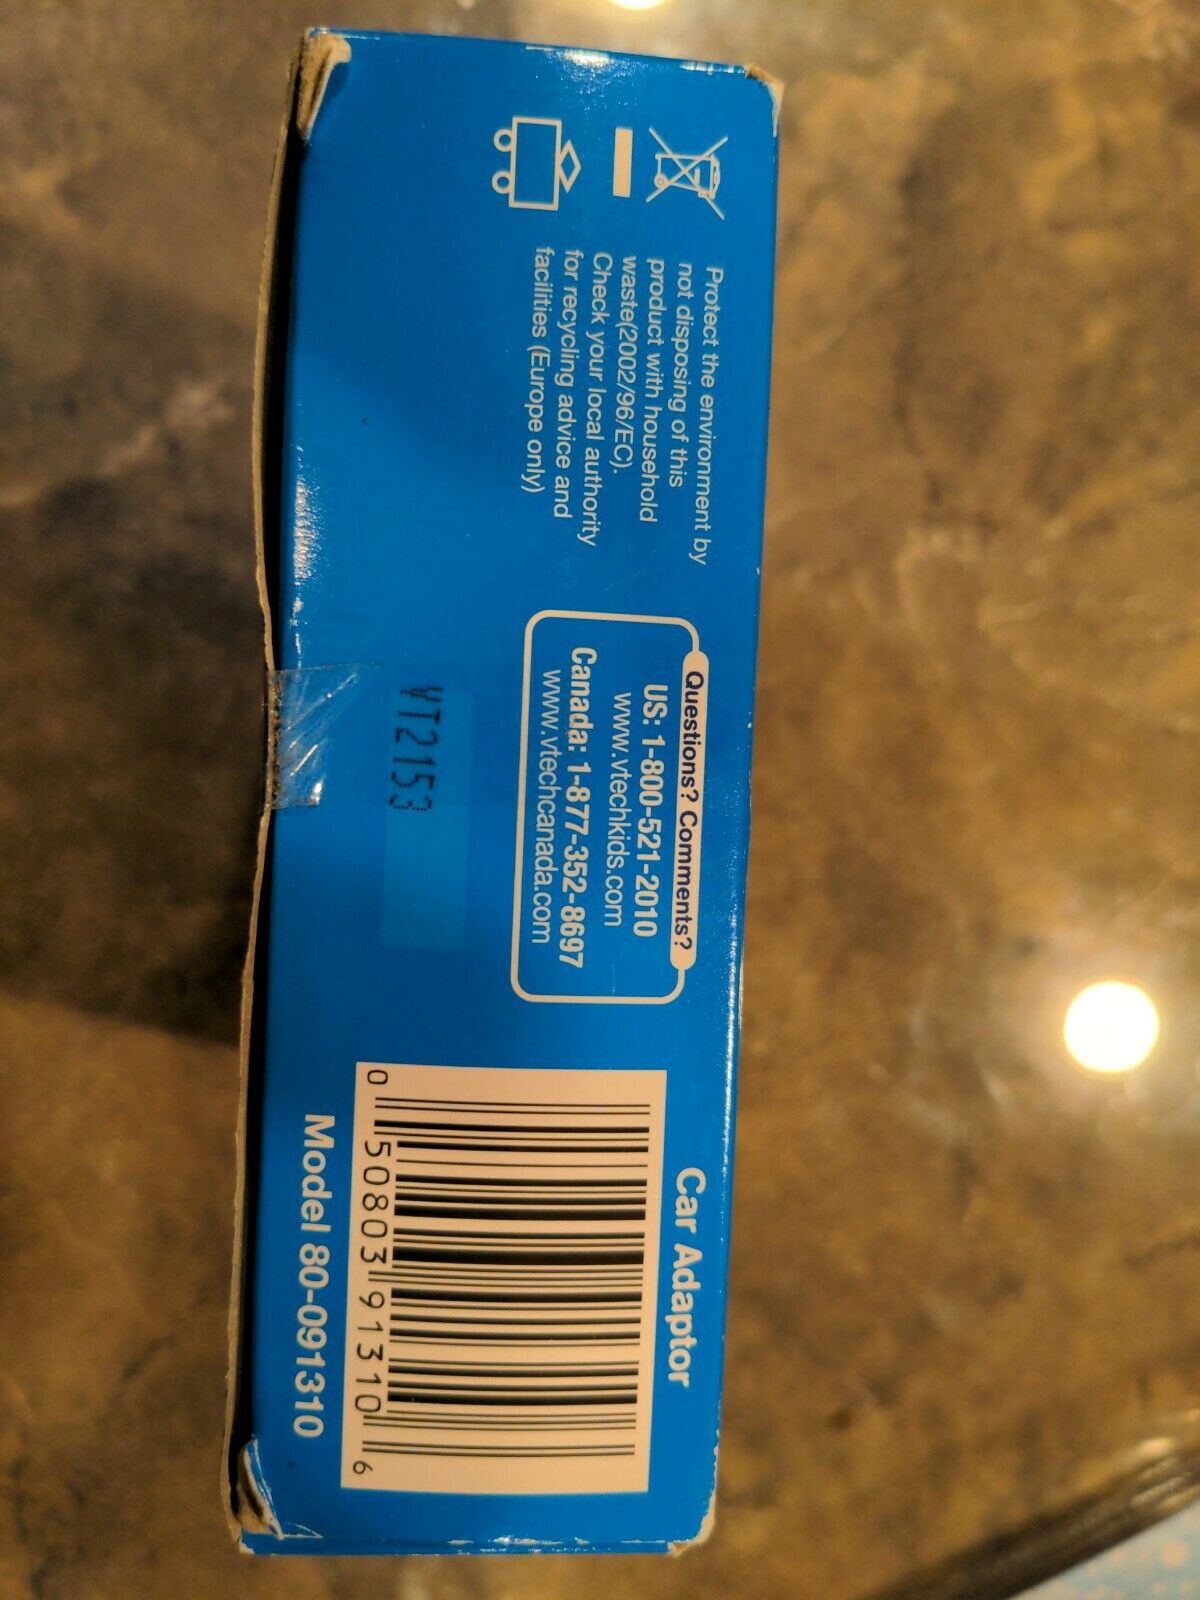 Protect the environment by
not disposing of this
product with household
waste(2002/96/EC).
Check your local authority
for recycling advice and
facilities (Europe only)
Questions? Comments?
US: 1-800-521-2010
www.vtechkids.com
Canada: 1-877-352-8697
www.vtechcanada.com
VT2153
Car Adaptor
0 50803 91310 6
Model 80-091310